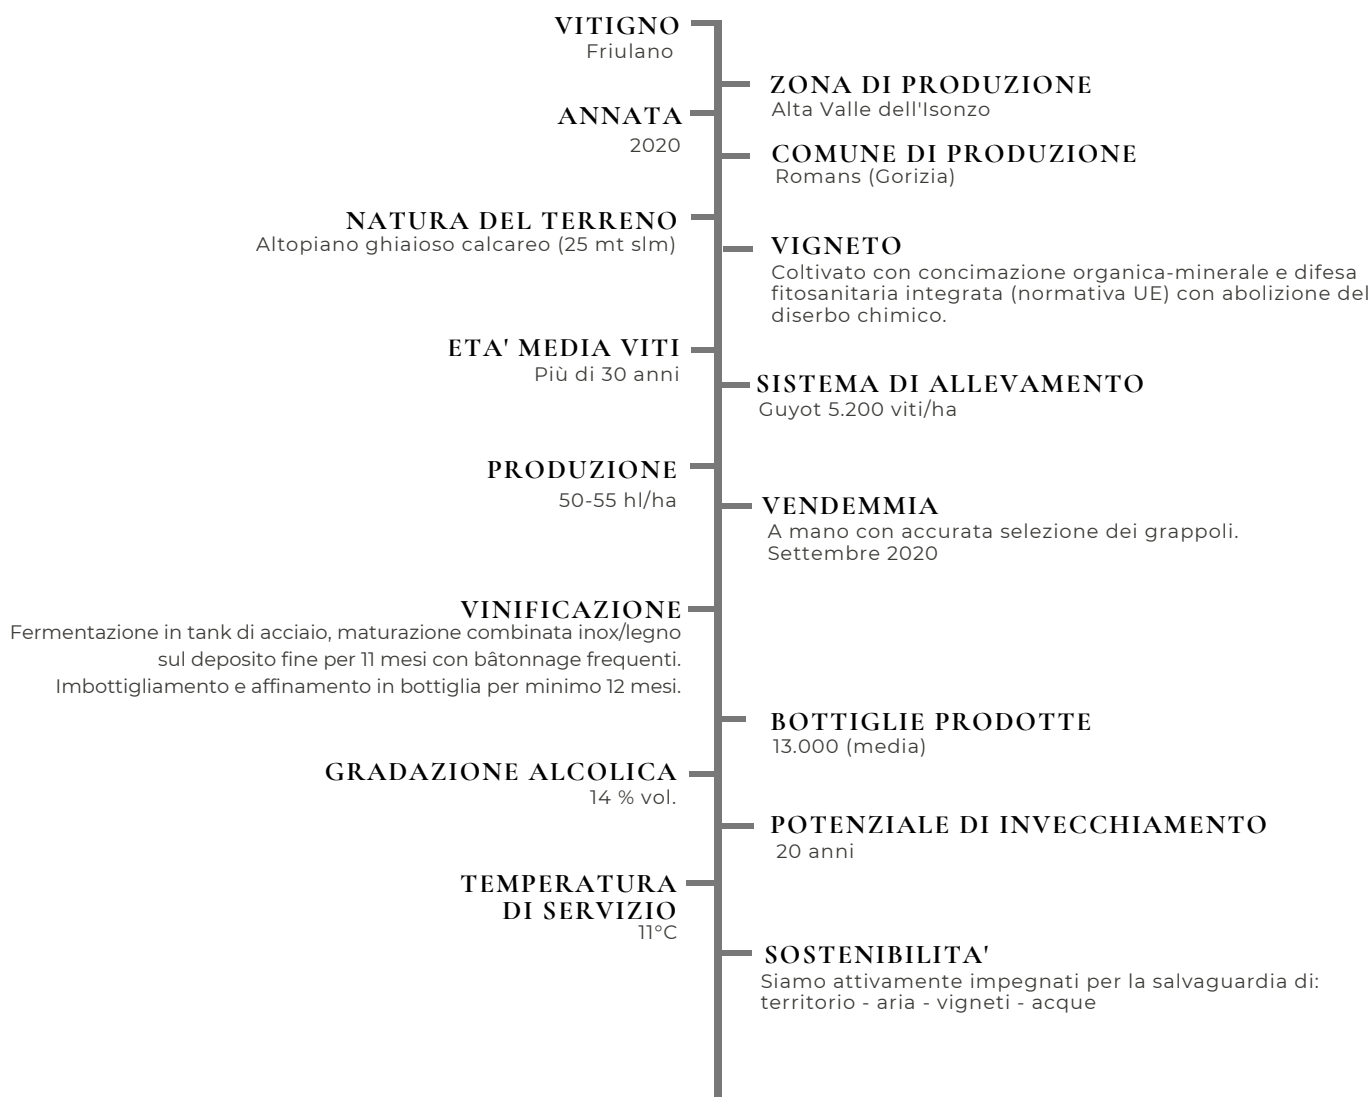 VITIGNO
Friulano
ZONA DI PRODUZIONE
Alta Valle dell'Isonzo
ANNATA
2020
COMUNE DI PRODUZIONE
Romans (Gorizia)
NATURA DEL TERRENO
Altopiano ghiaioso calcareo (25 mt slm)
VIGNETO
Coltivato con concimazione organica-minerale e difesa
fitosanitaria integrata (normativa UE) con abolizione del
diserbo chimico.
ETA' MEDIA VITI
Più di 30 anni
SISTEMA DI ALLEVAMENTO
Guyot 5.200 viti/ha
PRODUZIONE
50-55 hl/ha
VENDEMMIA
A mano con accurata selezione dei grappoli.
Settembre 2020
VINIFICAZIONE
Fermentazione in tank di acciaio, maturazione combinata inox/legno
sul deposito fine per 11 mesi con bâtonnage frequenti.
Imbottigliamento e affinamento in bottiglia per minimo 12 mesi.
BOTTIGLIE PRODOTTE
13.000 (media)
GRADAZIONE ALCOLICA
14 % vol.
POTENZIALE DI INVECCHIAMENTO
20 anni
TEMPERATURA
DI SERVIZIO
11°C
SOSTENIBILITA'
Siamo attivamente impegnati per la salvaguardia di:
territorio - aria - vigneti - acque